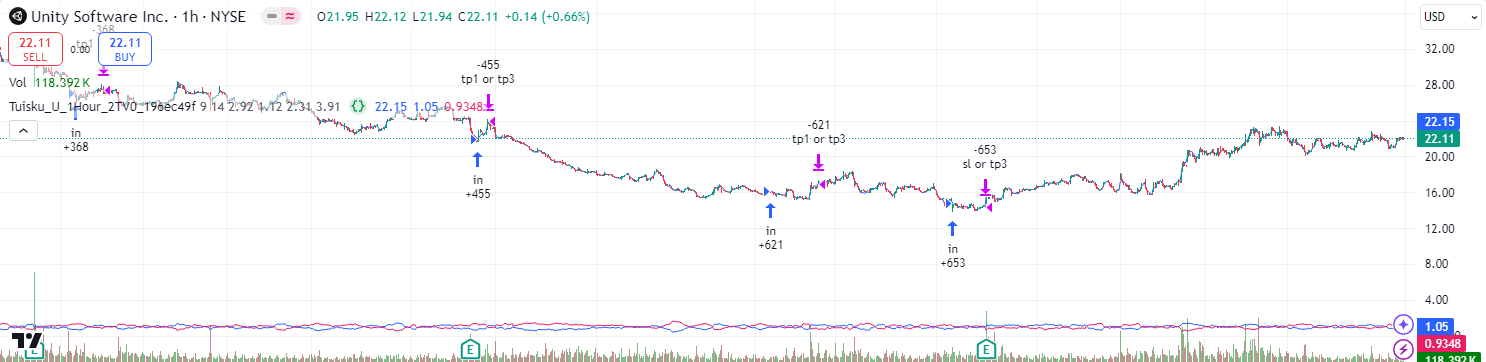 Unity Software Inc. · 1h · NYSE
O21.95 H22.12 L21.94 C22.11 +0.14 (+0.66%)
USD
-368
tp1
0.00
22.11
SELL
22.11
BUY
Vol 118.392 K
Tuisku_U_1Hour_2TV0_196ec49f 9 14 2.92 1.12 2.31 3.91 {} 22.15 1.05 0.9348
in
+368
-455
tp1 or tp3
in
+455
-621
tp1 or tp3
in
+621
-653
sl or tp3
in
+653
32.00
28.00
22.15
22.11
20.00
16.00
12.00
8.00
4.00
1.05
0.9348
118.392 K
E
E
E